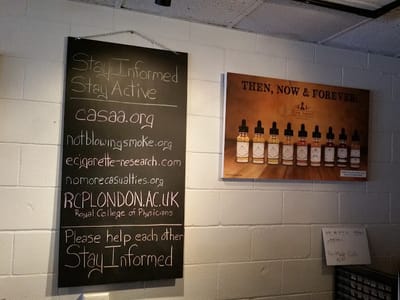 Stay Informed
Stay Active
casaa.org
notblowingsmoke.org
ecigarette-research.com
nomorecasualties.org
RCPLONDON.AC.UK
Royal College of Physicians
Please help each other
Stay Informed
THEN, NOW & FOREVER.